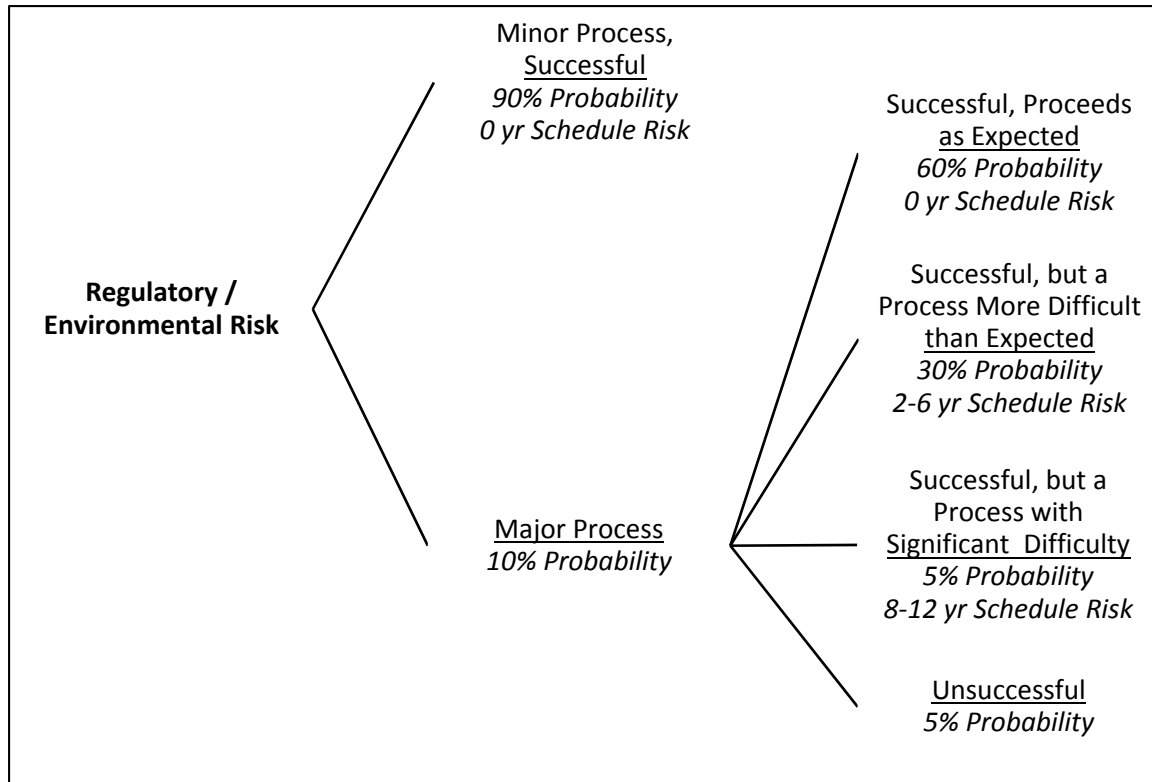 Minor Process,
Successful
90% Probability
0 yr Schedule Risk
Regulatory /
Environmental Risk
Major Process
10% Probability
Successful, Proceeds
as Expected
60% Probability
0 yr Schedule Risk
Successful, but a
Process More Difficult
than Expected
30% Probability
2-6 yr Schedule Risk
Successful, but a
Process with
Significant Difficulty
5% Probability
8-12 yr Schedule Risk
Unsuccessful
5% Probability